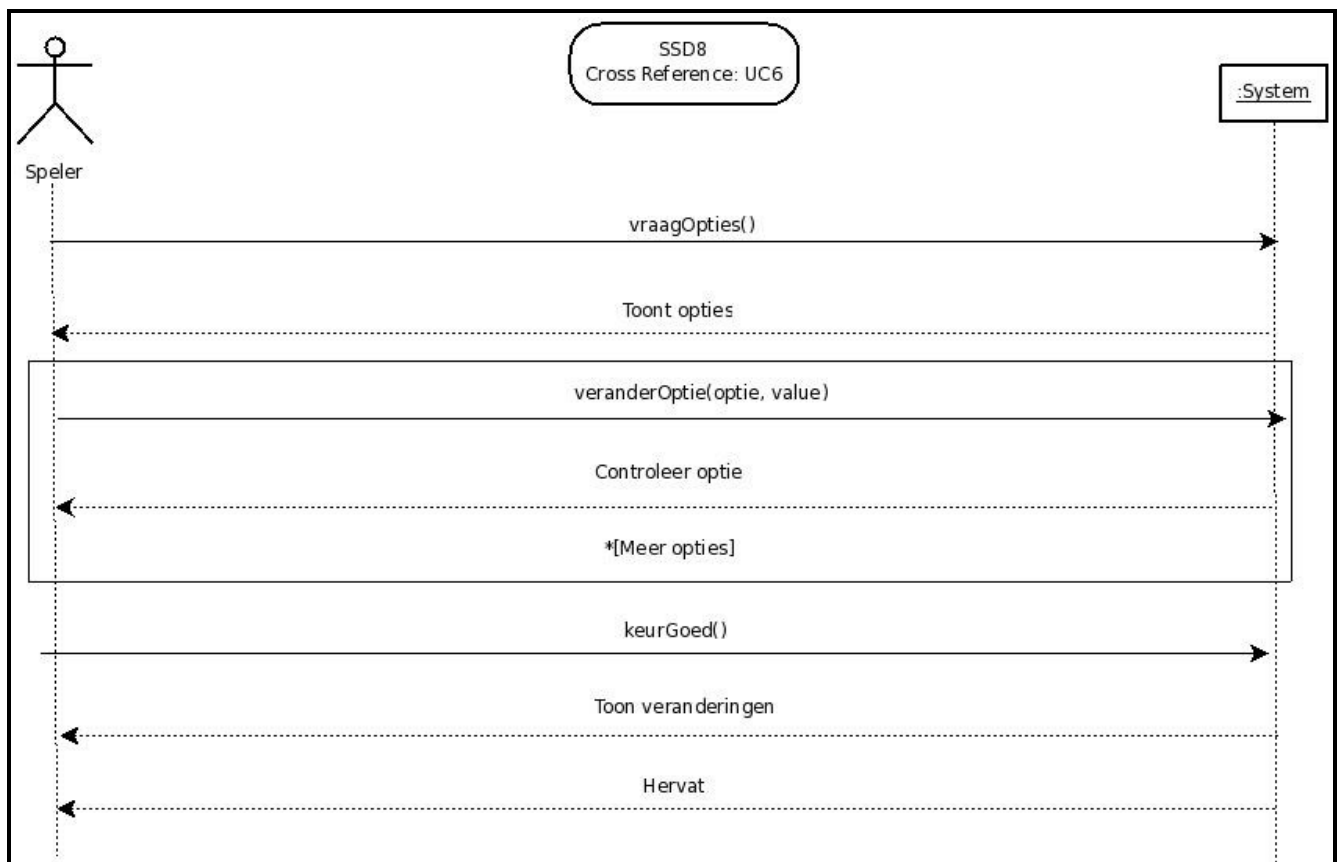 SSD8
Cross Reference: UC6
:System
Speler
vraagOpties()
Toont opties
veranderOptie(optie, value)
Controleer optie
*[Meer opties]
keurGoed()
Toon veranderingen
Hervat